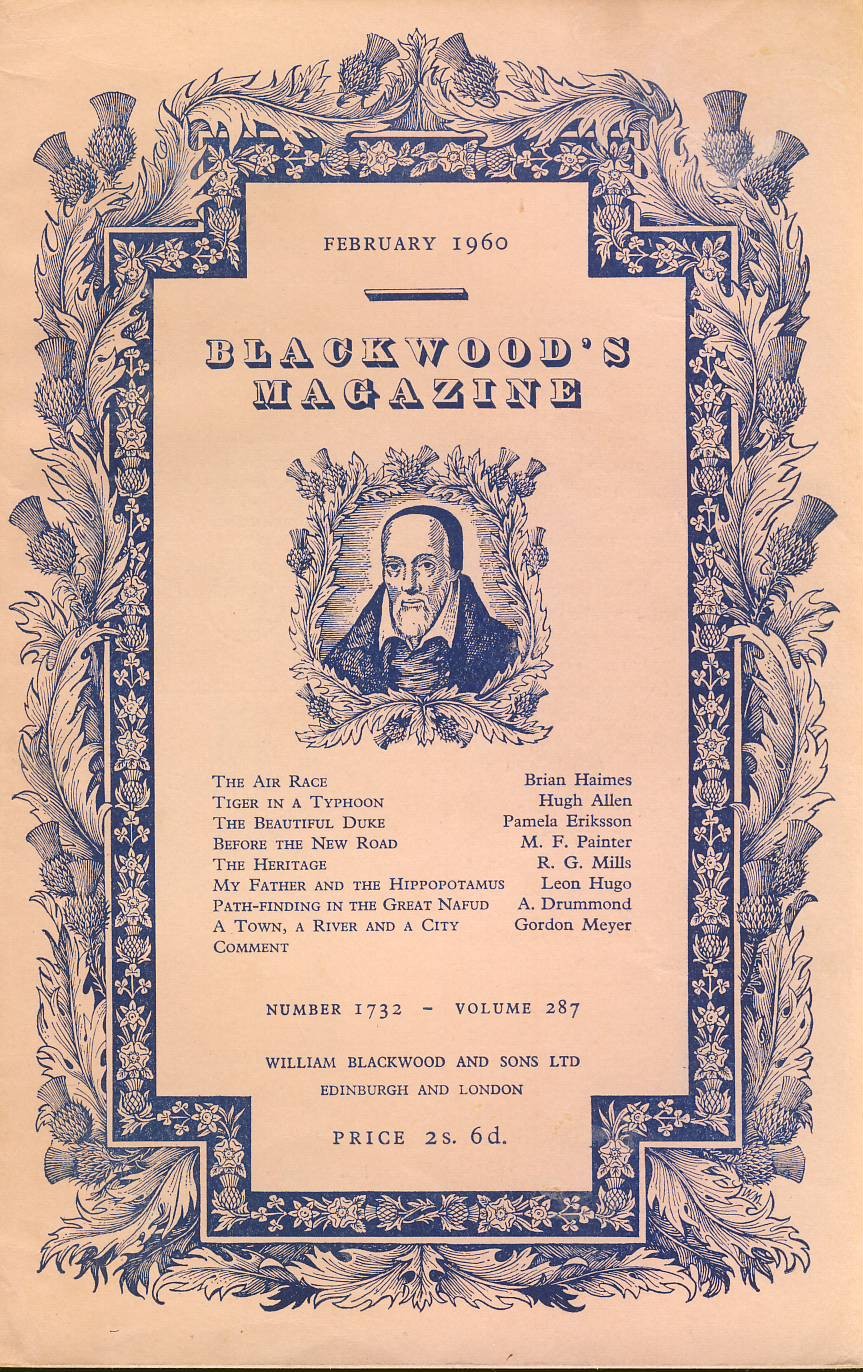 FEBRUARY 1960
BLACKWOOD'S
MAGAZINE
THE AIR RACE Brian Haimes
TIGER IN A TYPHOON Hugh Allen
THE BEAUTIFUL DUKE Pamela Eriksson
BEFORE THE NEW ROAD M. F. Painter
THE HERITAGE R. G. Mills
MY FATHER AND THE HIPPOPOTAMUS Leon Hugo
PATH-FINDING IN THE GREAT NAFUD A. Drummond
A TOWN, A RIVER AND A CITY Gordon Meyer
COMMENT
NUMBER 1732 - VOLUME 287
WILLIAM BLACKWOOD AND SONS LTD
EDINBURGH AND LONDON
PRICE 2s. 6d.